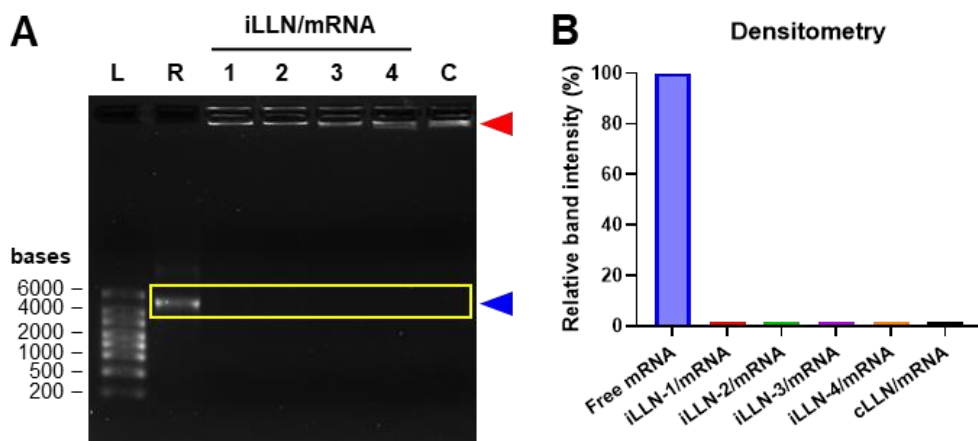 A
iLLN/mRNA
L R 1 2 3 4 C
bases
6000 –
4000 –
2000 –
1000 –
500 –
200 –
B
Densitometry
Relative band intensity (%)
100
80
60
40
20
0
Free mRNA
iLLN-1/mRNA
iLLN-2/mRNA
iLLN-3/mRNA
iLLN-4/mRNA
cLLN/mRNA